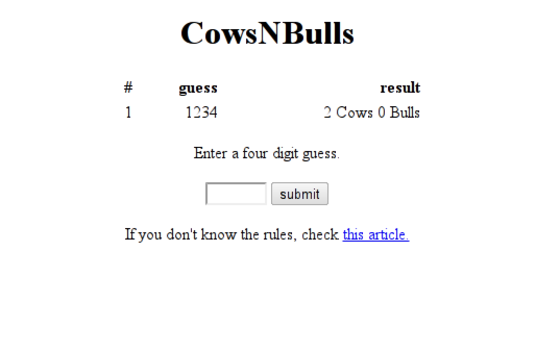 CowsNBulls
# guess result
1 1234 2 Cows 0 Bulls
Enter a four digit guess.
submit
If you don't know the rules, check this article.